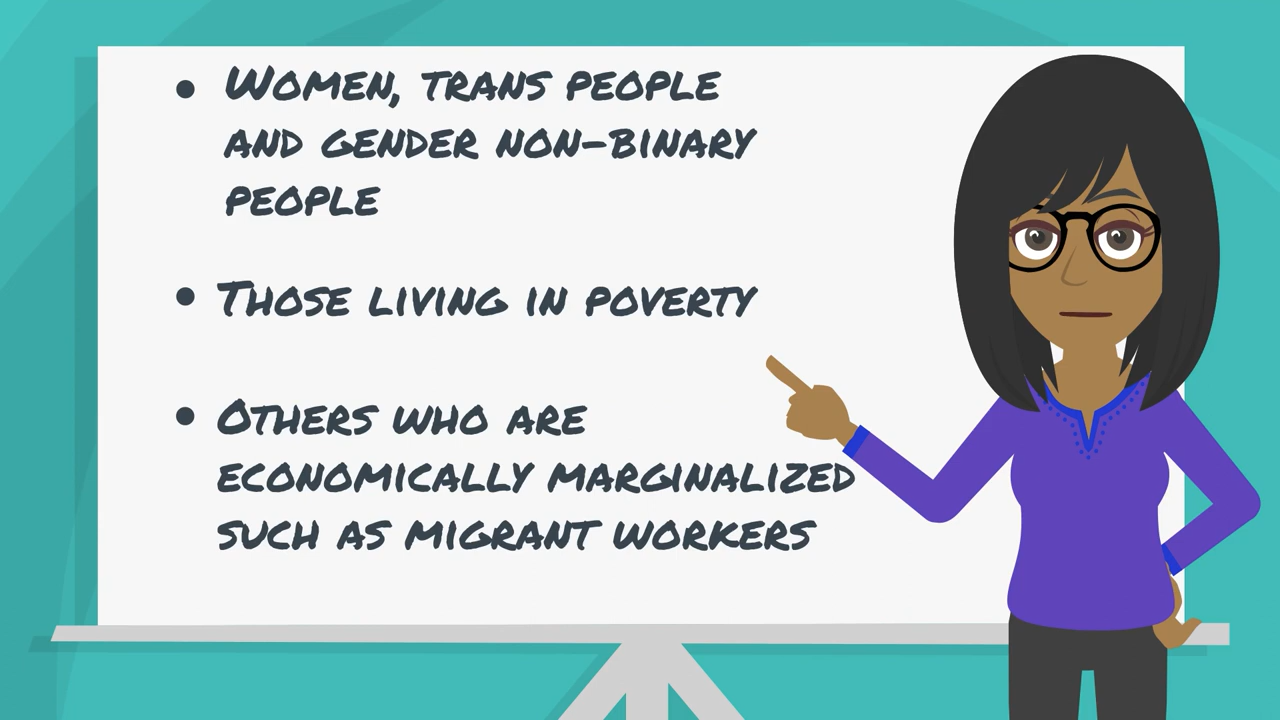 • Women, trans people
and gender non-binary
people
• Those living in poverty
• Others who are
economically marginalized
such as migrant workers